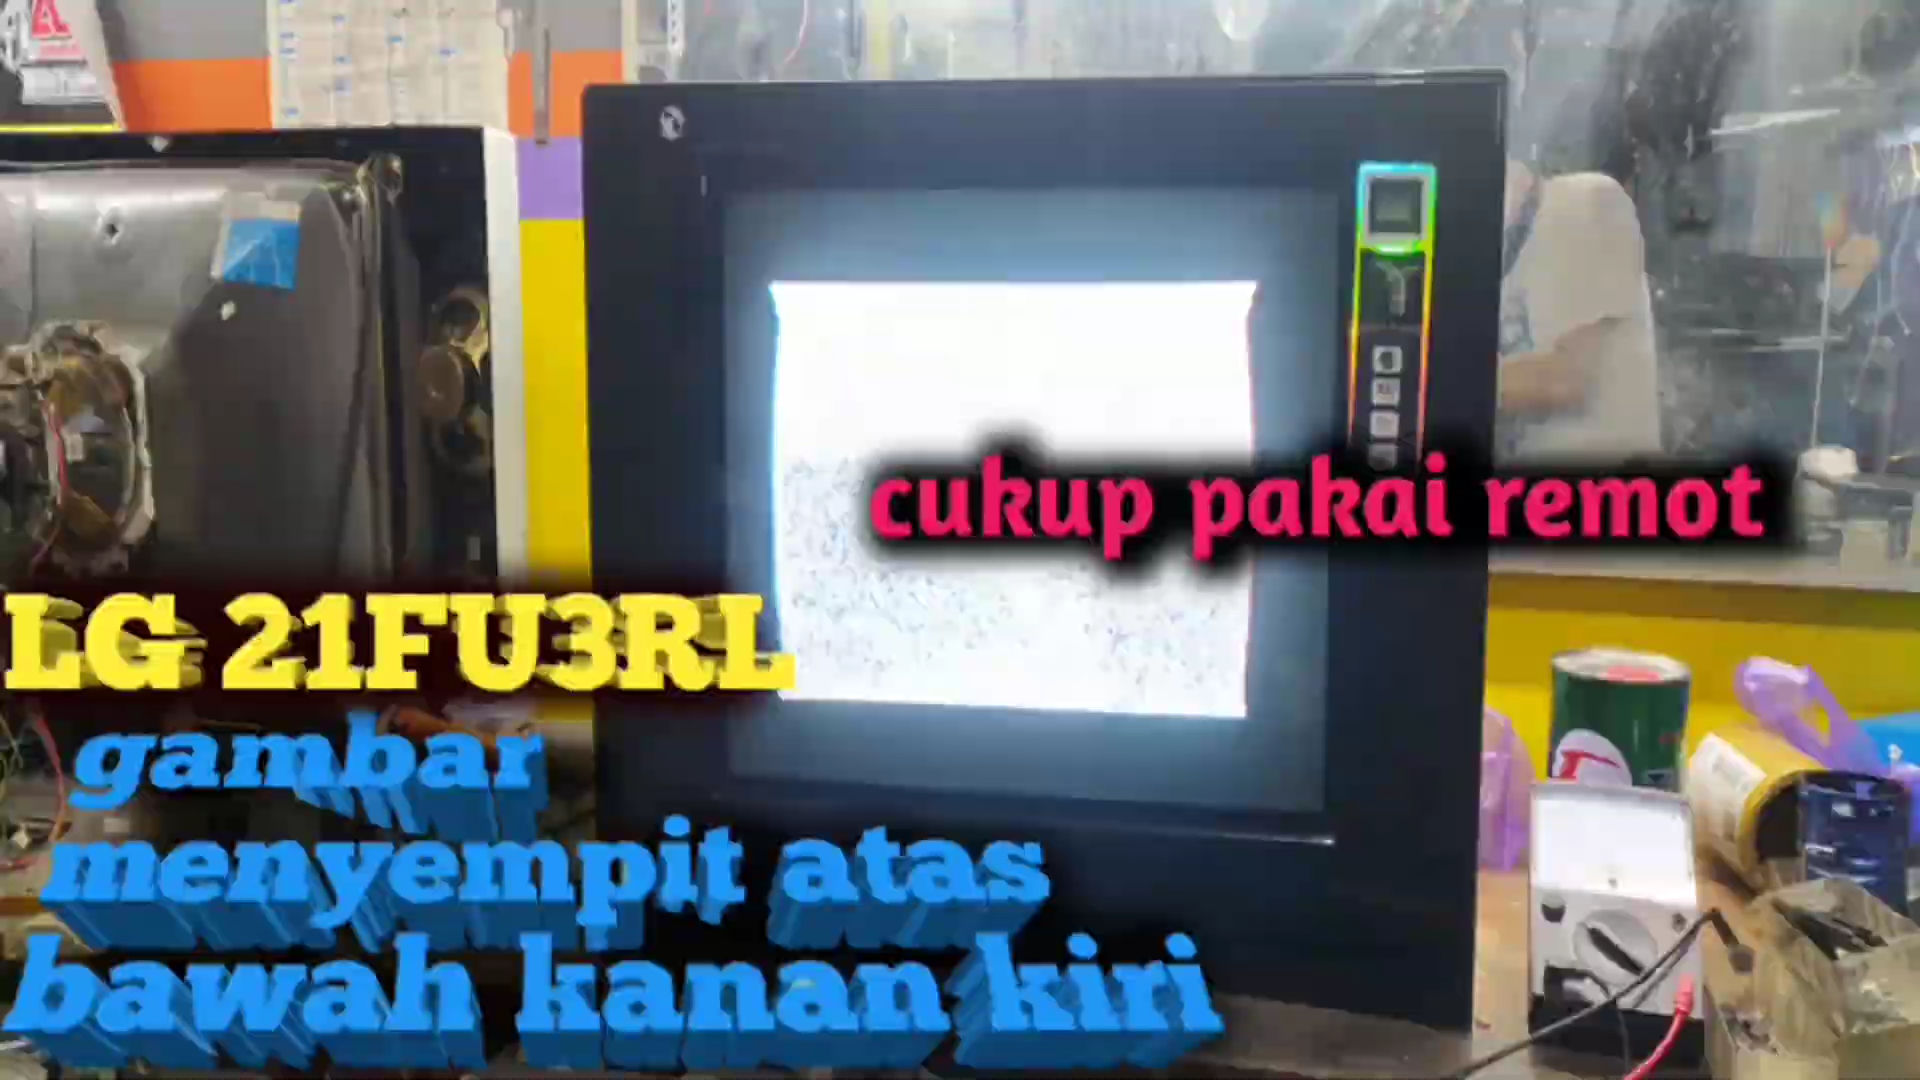 cukup pakai remot
LG 21FU3RL
gambar
menyempit atas
bawah kanan kiri